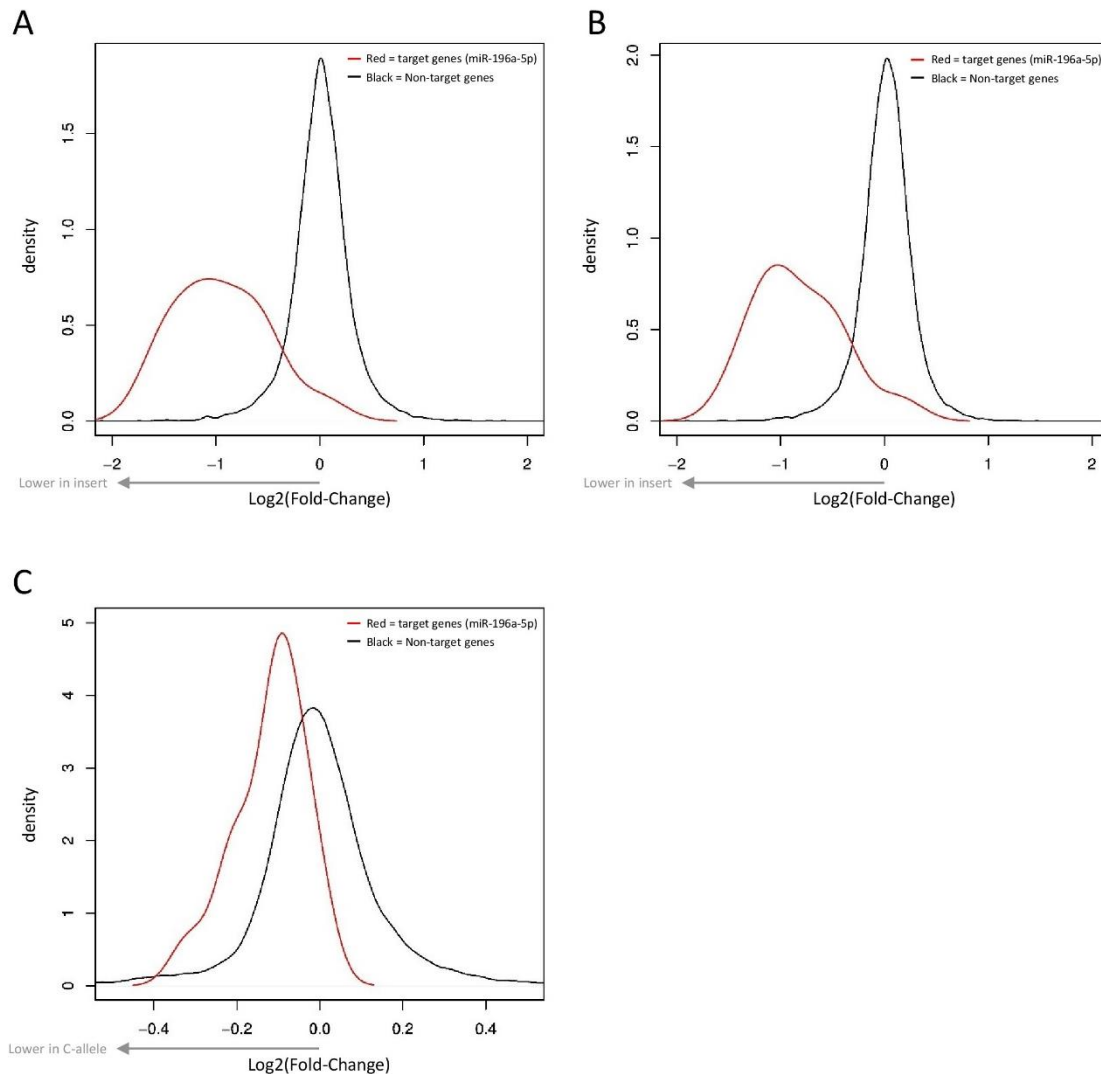 A
Red = target genes (miR-196a-5p)
Black = Non-target genes
density
0.0
0.5
1.0
1.5
−2
−1
0
1
2
Lower in insert
Log2(Fold-Change)
B
Red = target genes (miR-196a-5p)
Black = Non-target genes
density
0.0
0.5
1.0
1.5
2.0
−2
−1
0
1
2
Lower in insert
Log2(Fold-Change)
C
Red = target genes (miR-196a-5p)
Black = Non-target genes
density
0
1
2
3
4
5
−0.4
−0.2
0.0
0.2
0.4
Lower in C-allele
Log2(Fold-Change)